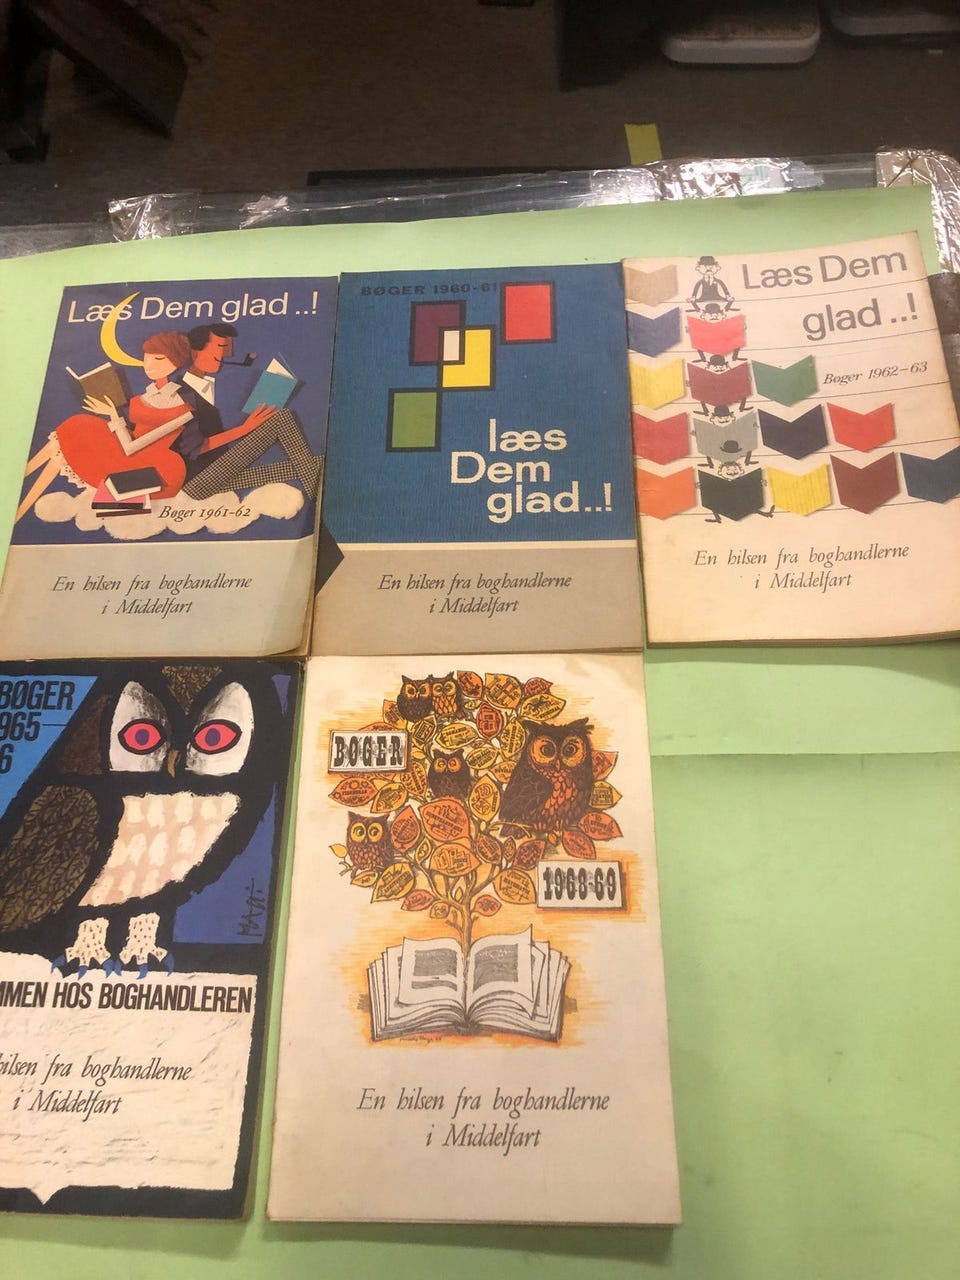 Læs Dem glad ..!
Bøger 1961-62
En hilsen fra boghandlerne
i Middelfart
BØGER 1960-61
læs
Dem
glad..!
En hilsen fra boghandlerne
i Middelfart
Læs Dem
glad ..!
Bøger 1962-63
En hilsen fra boghandlerne
i Middelfart
BØGER
965-
6
MMEN HOS BOGHANDLEREN
hilsen fra boghandlerne
i Middelfart
BØGER
1968-69
En hilsen fra boghandlerne
i Middelfart